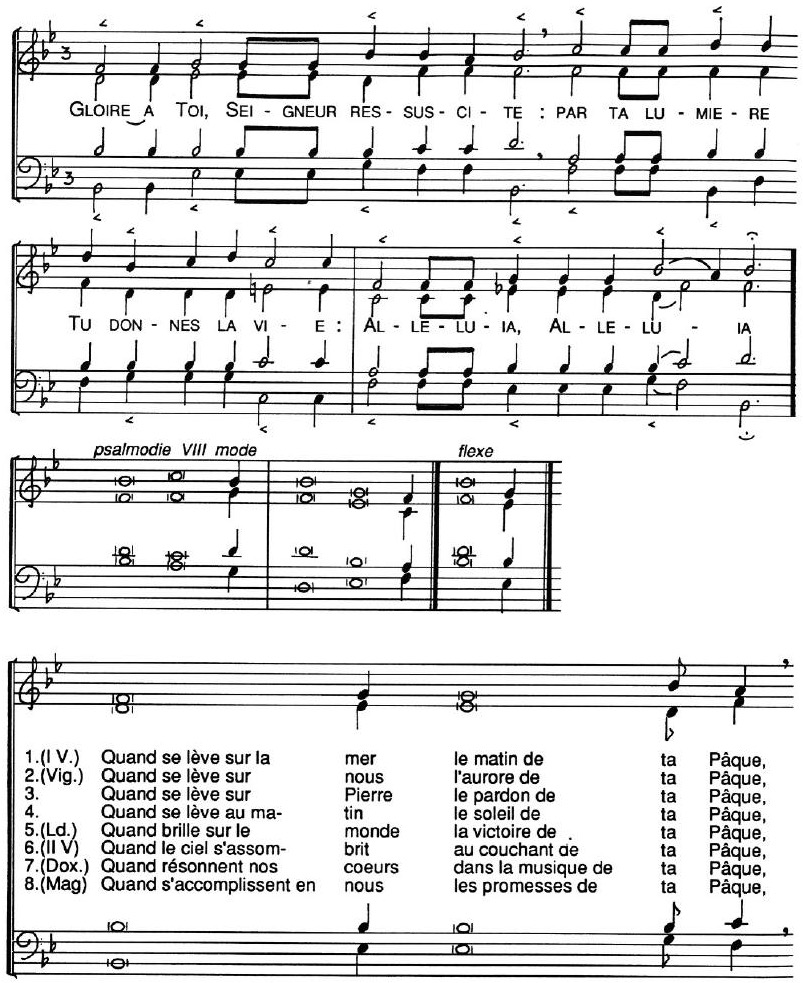 3
GLOIRE A TOI, SEI - GNEUR RES - SUS - CI - TE : PAR TA LU - MIE - RE
3
TU DON - NES LA VI - E : AL - LE - LU - IA, AL - LE - LU - IA
psalmodie VIII mode flexe
1.(I V.) Quand se lève sur la mer le matin de ta Pâque,
2.(Vig.) Quand se lève sur nous l'aurore de ta Pâque,
3. Quand se lève sur Pierre le pardon de ta Pâque,
4. Quand se lève au ma- tin le soleil de ta Pâque,
5.(Ld.) Quand brille sur le monde la victoire de ta Pâque,
6.(II V) Quand le ciel s'assom- brit au couchant de ta Pâque,
7.(Dox.) Quand résonnent nos coeurs dans la musique de ta Pâque,
8.(Mag) Quand s'accomplissent en nous les promesses de ta Pâque,